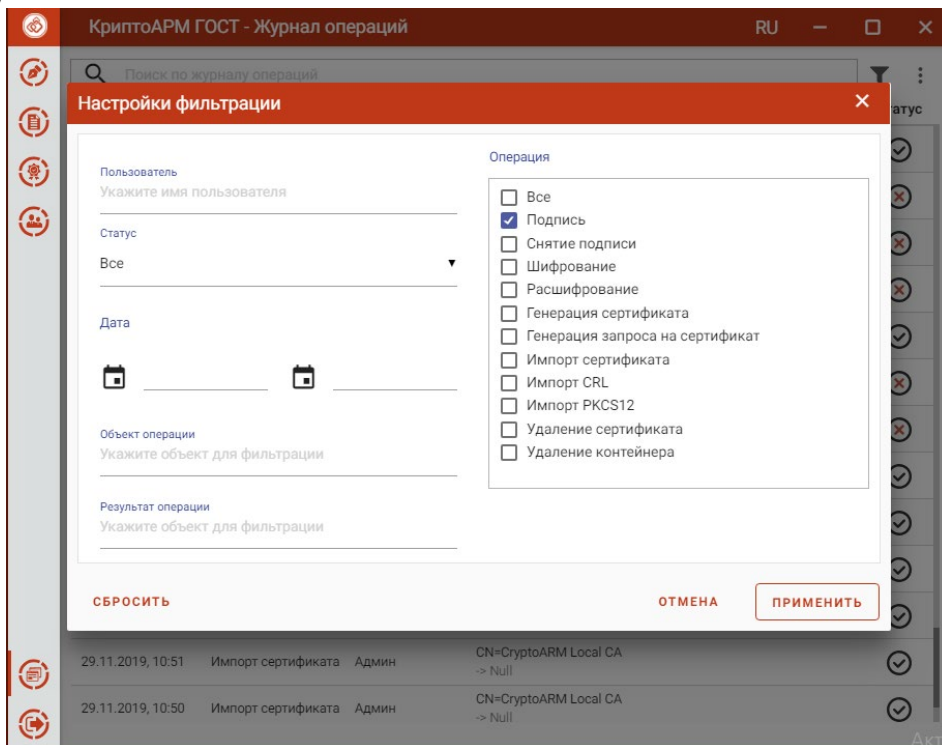 КриптоАРМ ГОСТ - Журнал операций
RU
Поиск по журналу операций
Настройки фильтрации
атус
Пользователь
Укажите имя пользователя
Статус
Все
Дата
Объект операции
Укажите объект для фильтрации
Результат операции
Укажите объект для фильтрации
Операция
Все
Подпись
Снятие подписи
Шифрование
Расшифрование
Генерация сертификата
Генерация запроса на сертификат
Импорт сертификата
Импорт CRL
Импорт PKCS12
Удаление сертификата
Удаление контейнера
СБРОСИТЬ
ОТМЕНА
ПРИМЕНИТЬ
29.11.2019, 10:51 Импорт сертификата Админ CN=CryptoARM Local CA
-> Null
29.11.2019, 10:50 Импорт сертификата Админ CN=CryptoARM Local CA
-> Null
Акт